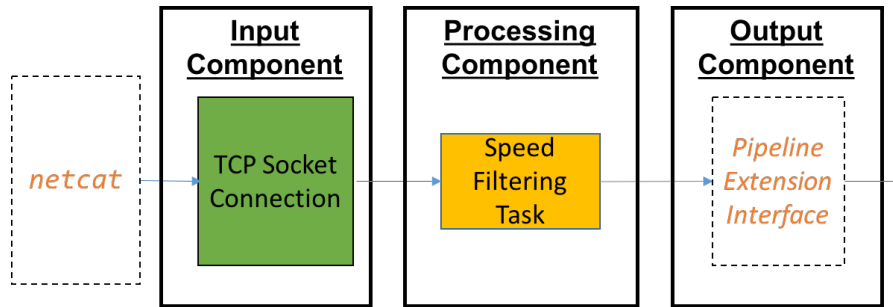 Input
Component
Processing
Component
Output
Component
netcat
TCP Socket
Connection
Speed
Filtering
Task
Pipeline
Extension
Interface